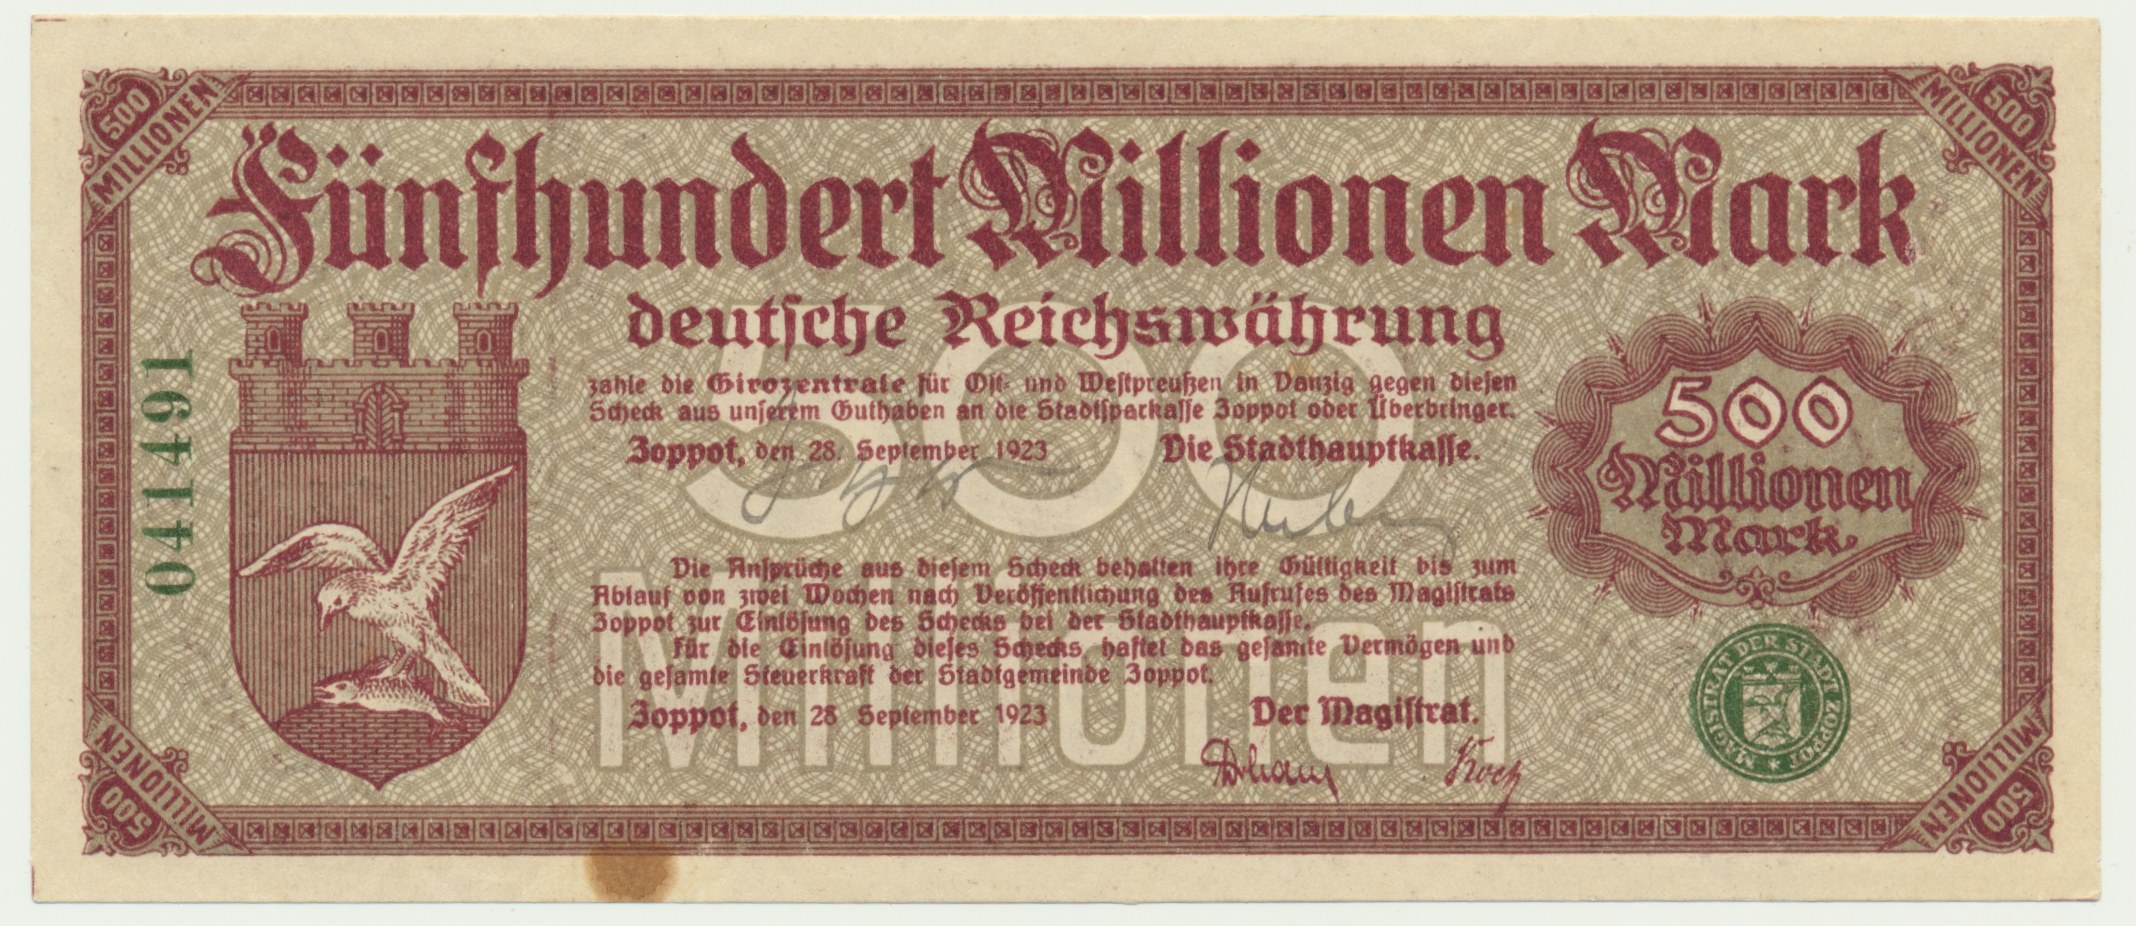 500
MILLIONEN
500
MILLIONEN
Fünfhundert Millionen Mark
deutsche Reichswährung
zahle die Girozentrale für Ost- und Westpreußen in Danzig gegen diesen
Scheck aus unserem Guthaben an die Stadtsparkasse Zoppot oder Überbringer.
Zoppot, den 28. September 1923 Die Stadthauptkasse.
041491
500
Millionen
500
Millionen
Mark.
Die Ansprüche aus diesem Scheck behalten ihre Gültigkeit bis zum
Ablauf von zwei Wochen nach Veröffentlichung des Aufrufes des Magistrats
Zoppot zur Einlösung des Schecks bei der Stadthauptkasse.
Für die Einlösung dieses Schecks haftet das gesamte Vermögen und
die gesamte Steuerkraft der Stadtgemeinde Zoppot.
Zoppot, den 28 September 1923 Der Magistrat.
Koch
MAGISTRAT DER STADT ZOPPOT
500
MILLIONEN
500
MILLIONEN